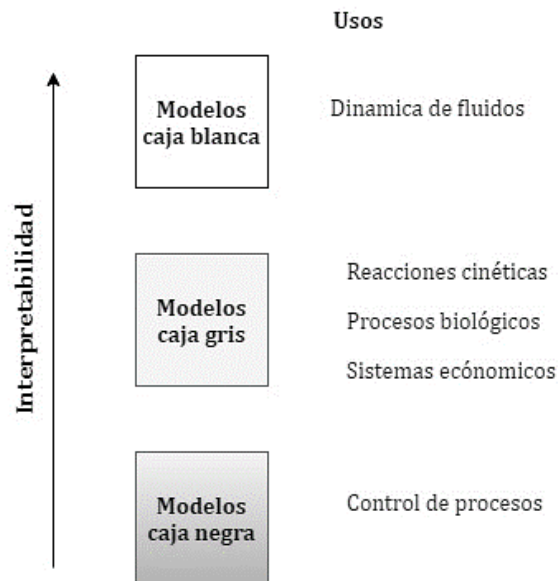 Usos
Modelos
caja blanca
Dinamica de fluidos
Interpretabilidad
Modelos
caja gris
Reacciones cinéticas
Procesos biológicos
Sistemas ecónomicos
Modelos
caja negra
Control de procesos